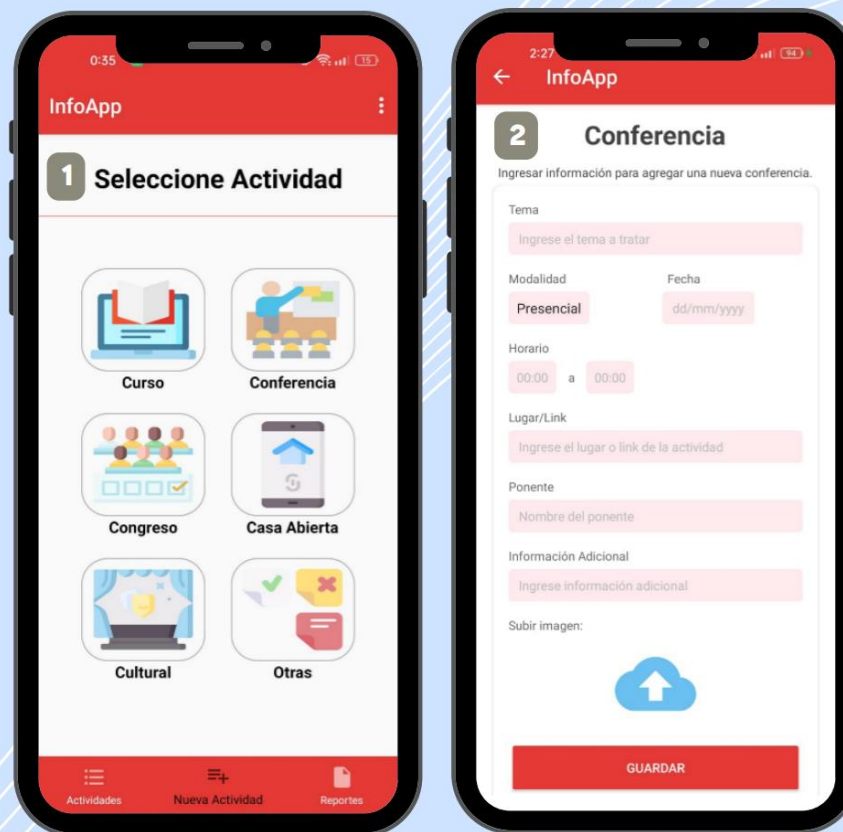 0:35
15
InfoApp
1
Seleccione Actividad
Curso
Conferencia
Congreso
Casa Abierta
Cultural
Otras
Actividades
Nueva Actividad
Reportes
2:27
94
InfoApp
2
Conferencia
Ingresar información para agregar una nueva conferencia.
Tema
Ingrese el tema a tratar
Modalidad
Fecha
Presencial
dd/mm/yyyy
Horario
00:00 a 00:00
Lugar/Link
Ingrese el lugar o link de la actividad
Ponente
Nombre del ponente
Información Adicional
Ingrese información adicional
Subir imagen:
GUARDAR